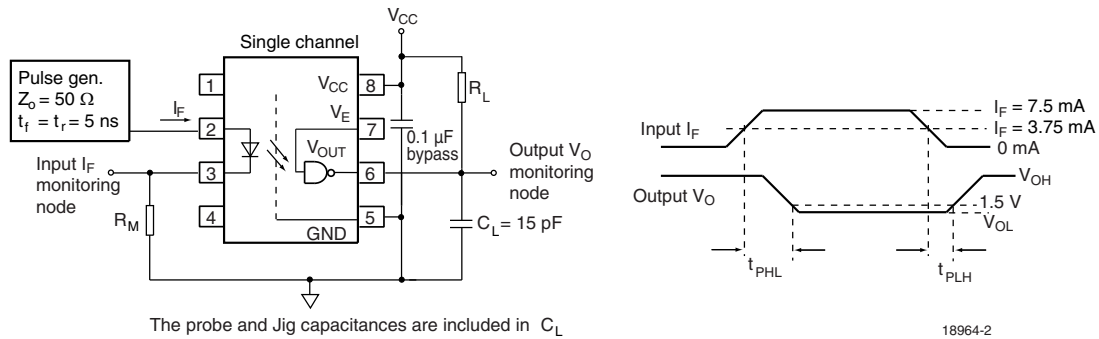 V_CC
Single channel
Pulse gen.
Z_o = 50 Ω
t_f = t_r = 5 ns
I_F
1
2
3
4
V_CC
V_E
V_OUT
GND
8
7
6
5
R_L
0.1 μF
bypass
Input I_F
monitoring
node
R_M
Output V_O
monitoring
node
C_L = 15 pF
The probe and Jig capacitances are included in C_L
Input I_F
I_F = 7.5 mA
I_F = 3.75 mA
0 mA
Output V_O
V_OH
1.5 V
V_OL
t_PHL
t_PLH
18964-2